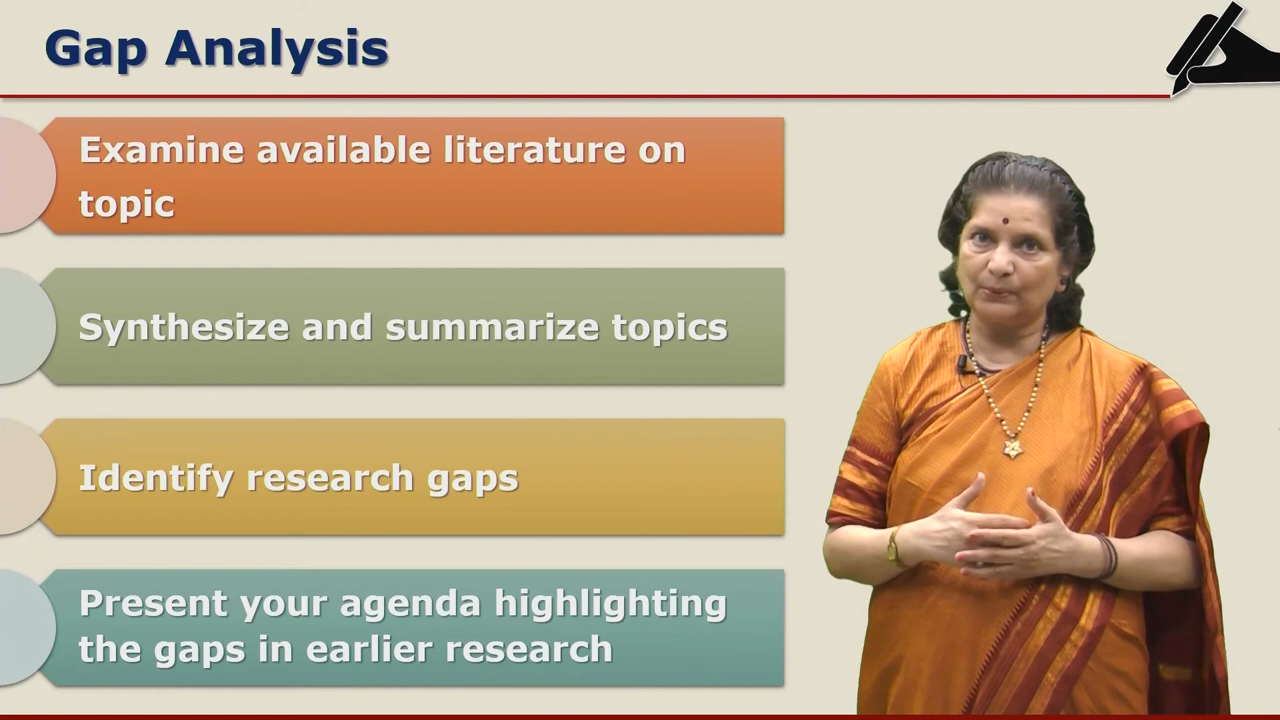 Gap Analysis
Examine available literature on
topic
Synthesize and summarize topics
Identify research gaps
Present your agenda highlighting
the gaps in earlier research